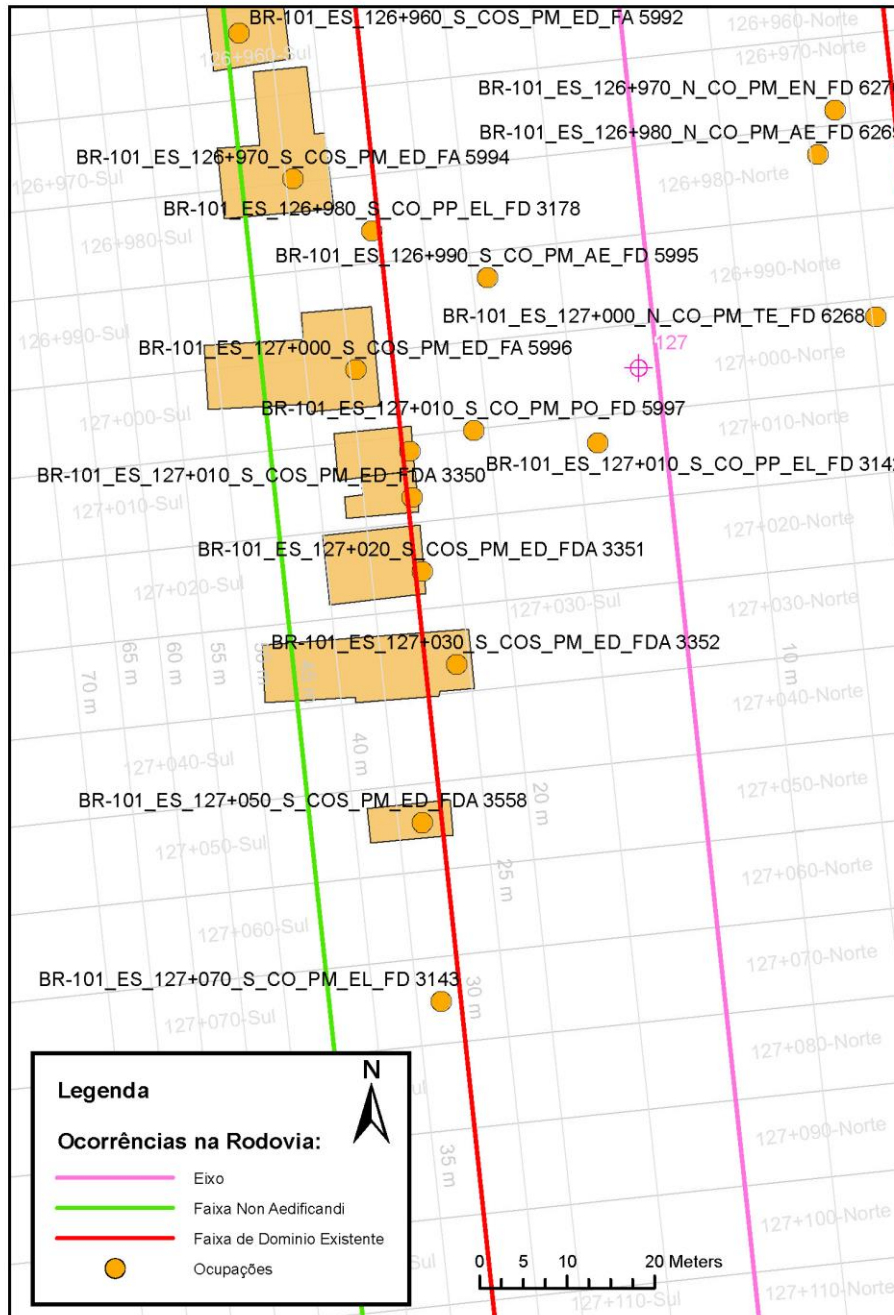 BR-101_ES_126+960_S_COS_PM_ED_FA 5992
126+960-Norte
126+960-Sul
126+970-Norte
BR-101_ES_126+970_N_CO_PM_EN_FD 627
BR-101_ES_126+980_N_CO_PM_AE_FD 6269
BR-101_ES_126+970_S_COS_PM_ED_FA 5994
126+970-Sul
126+980-Norte
BR-101_ES_126+980_S_CO_PP_EL_FD 3178
126+980-Sul
BR-101_ES_126+990_S_CO_PM_AE_FD 5995
126+990-Norte
BR-101_ES_127+000_N_CO_PM_TE_FD 6268
126+990-Sul
127
BR-101_ES_127+000_S_COS_PM_ED_FA 5996
127+000-Norte
127+000-Sul
BR-101_ES_127+010_S_CO_PM_PO_FD 5997
127+010-Norte
BR-101_ES_127+010_S_CO_PP_EL_FD 3142
BR-101_ES_127+010_S_COS_PM_ED_FDA 3350
127+010-Sul
127+020-Norte
BR-101_ES_127+020_S_COS_PM_ED_FDA 3351
127+020-Sul
127+030-Sul
127+030-Norte
BR-101_ES_127+030_S_COS_PM_ED_FDA 3352
70 m
65 m
60 m
55 m
45 m
10 m
127+040-Norte
127+040-Sul
40 m
127+050-Norte
20 m
BR-101_ES_127+050_S_COS_PM_ED_FDA 3558
127+050-Sul
25 m
127+060-Norte
127+060-Sul
127+070-Norte
BR-101_ES_127+070_S_CO_PM_EL_FD 3143
30 m
127+070-Sul
127+080-Norte
127+090-Norte
35 m
127+100-Norte
127+110-Norte
127+110-Sul
N
Legenda
Ocorrências na Rodovia:
Eixo
Faixa Non Aedificandi
Faixa de Dominio Existente
Ocupações
0 5 10 20 Meters